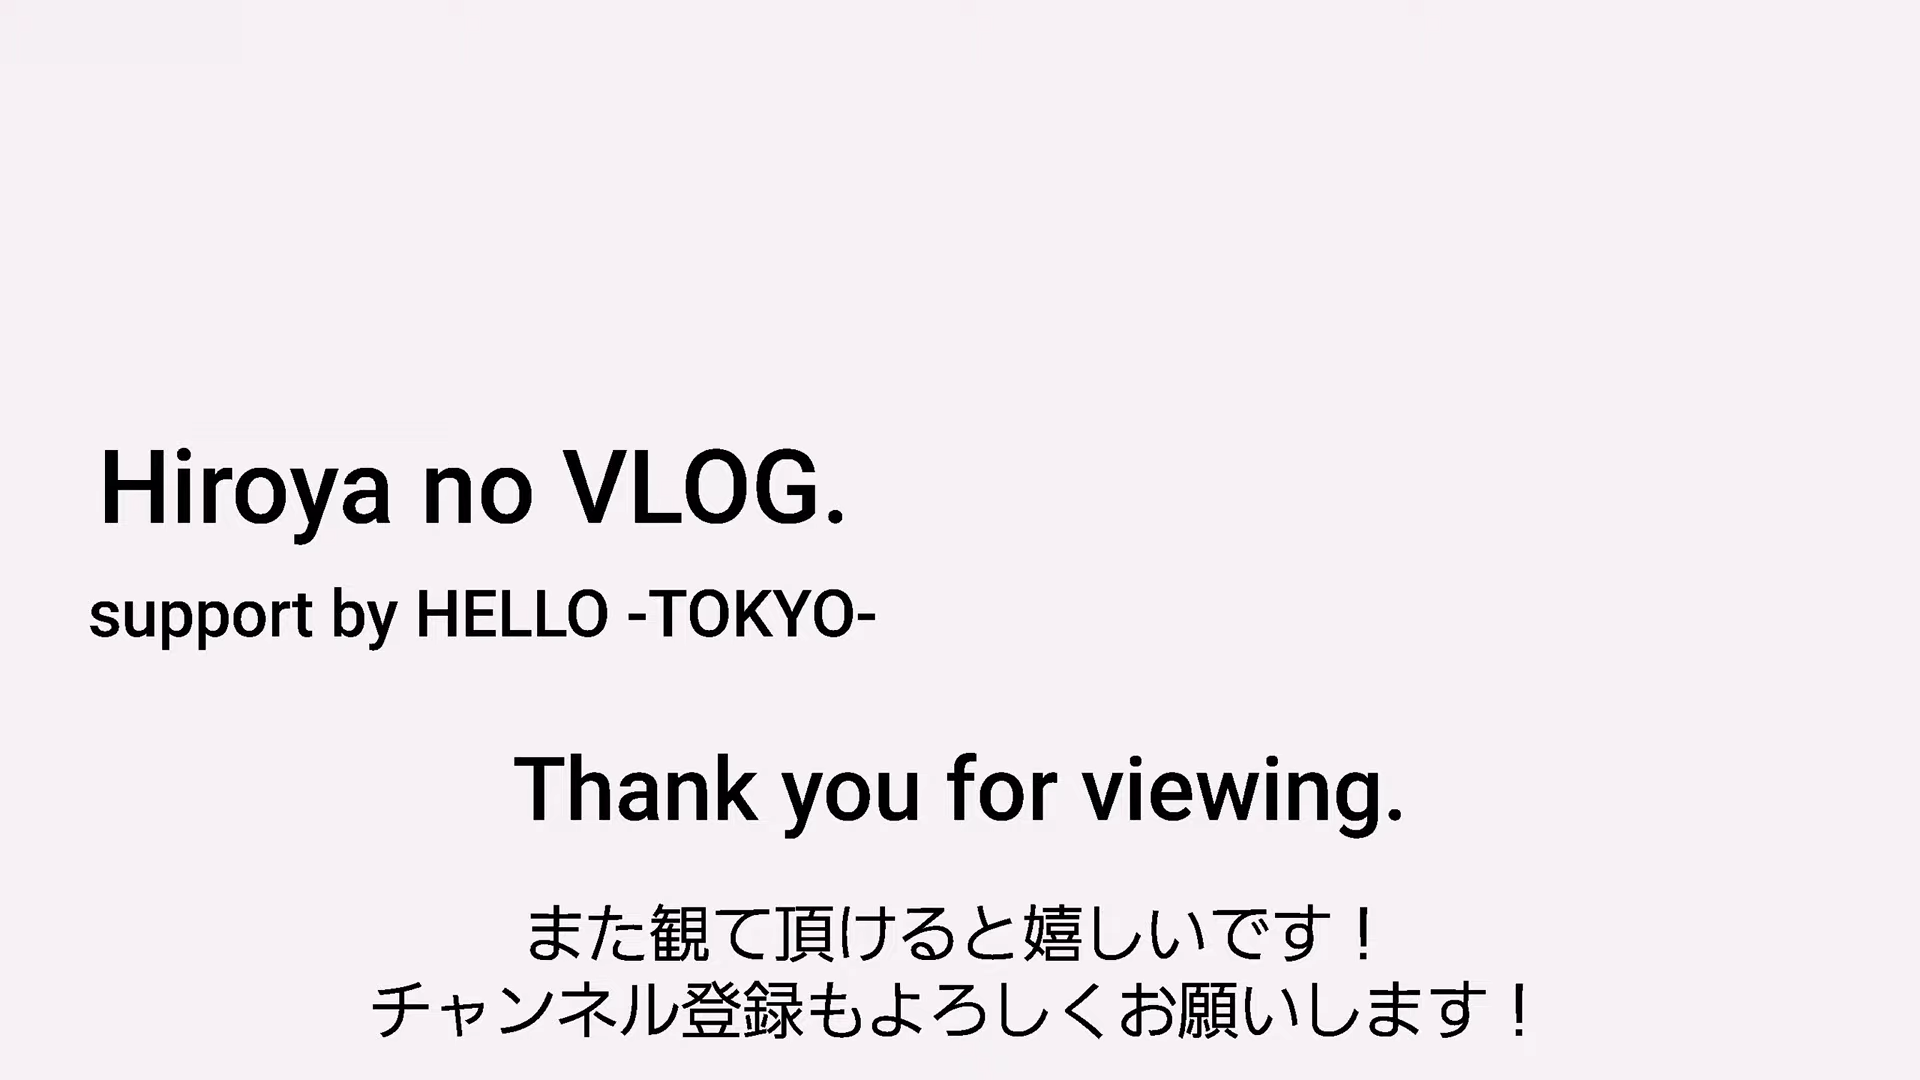 Hiroya no VLOG.
support by HELLO -TOKYO-
Thank you for viewing.
また観て頂けると嬉しいです！
チャンネル登録もよろしくお願いします！